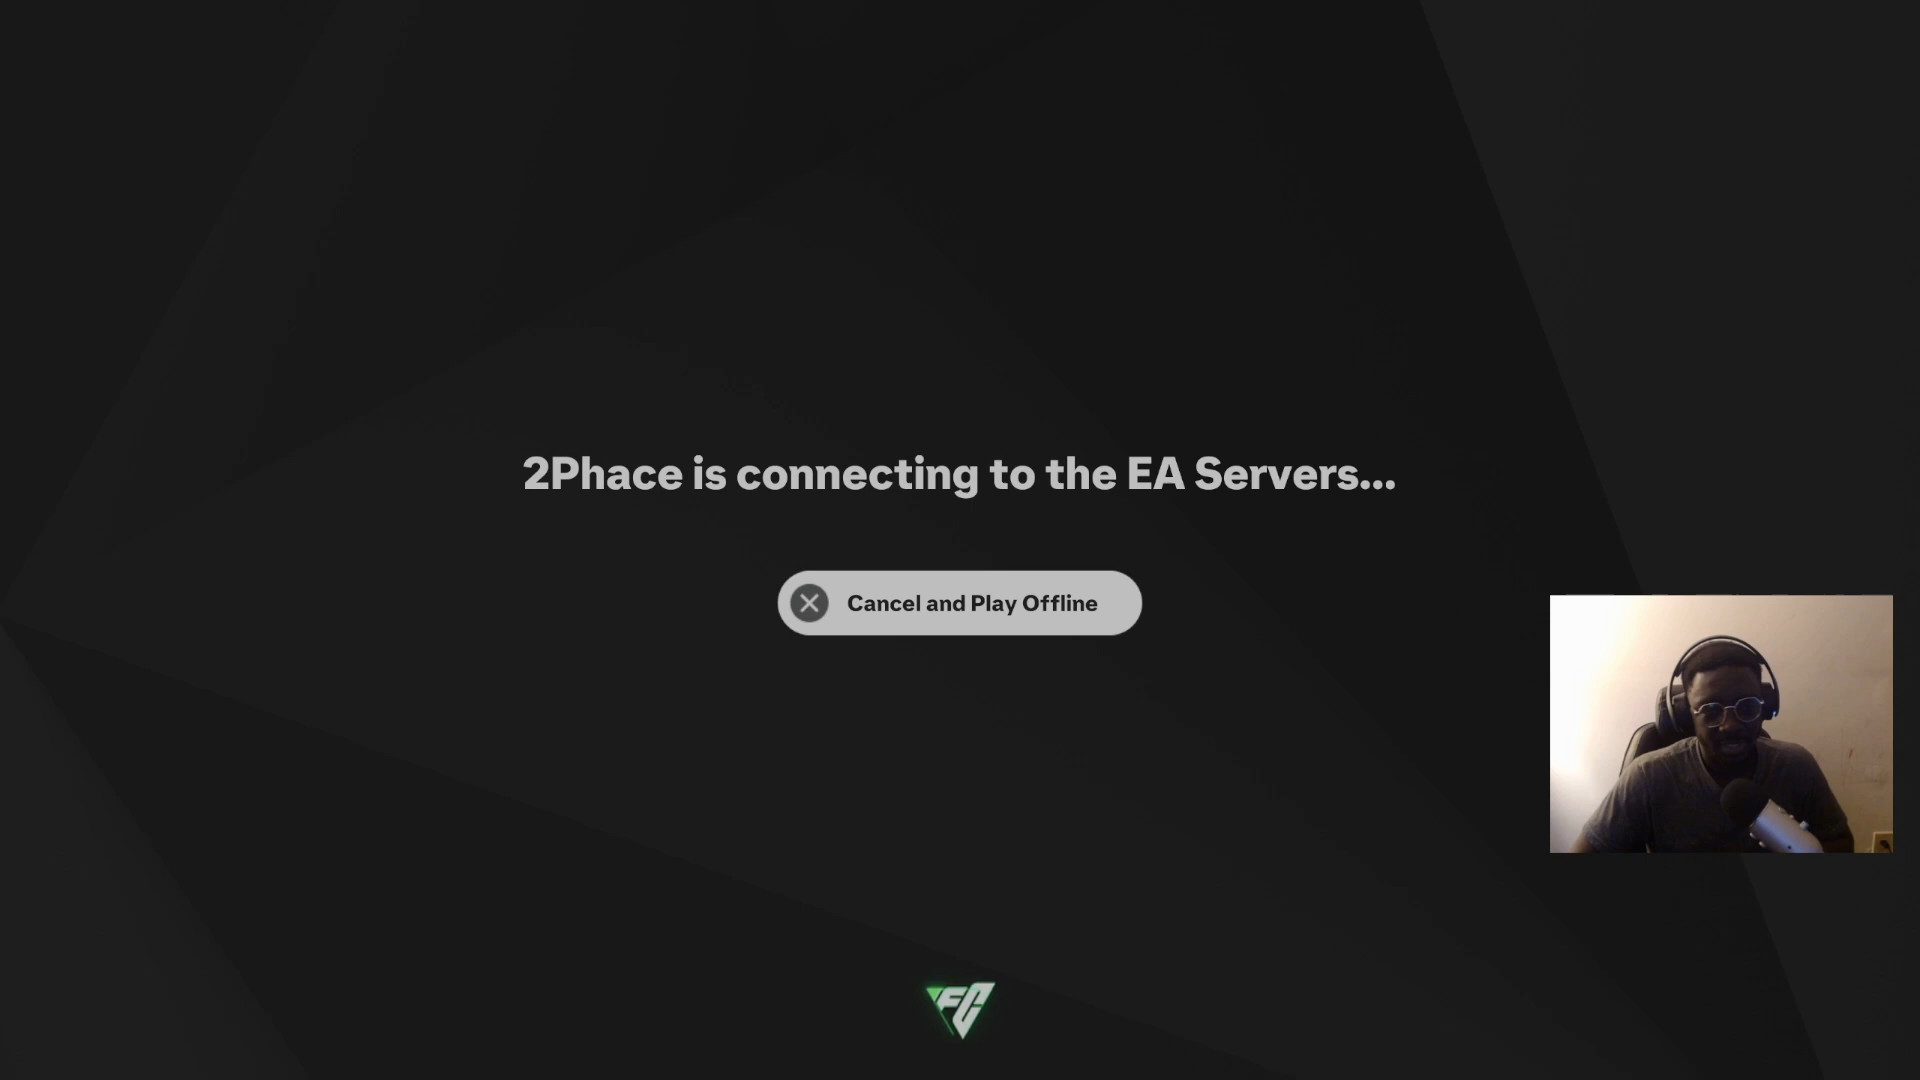 2Phace is connecting to the EA Servers...
Cancel and Play Offline
FC